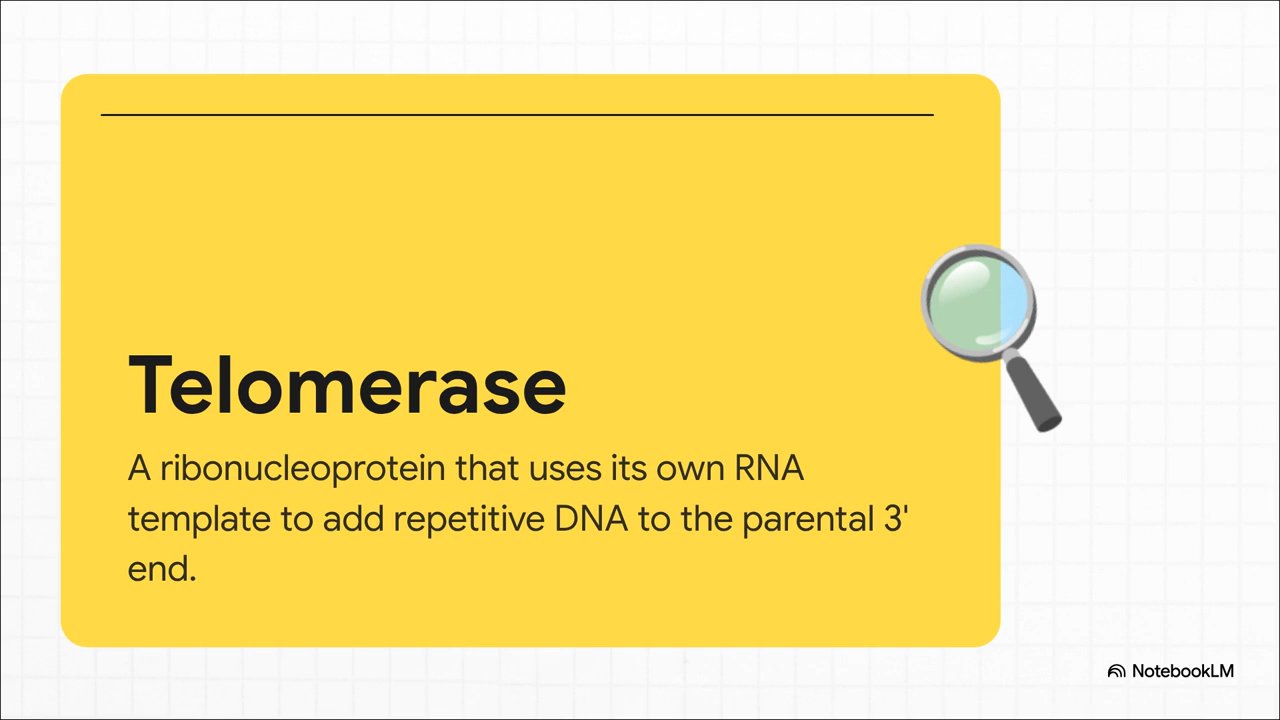 Telomerase
A ribonucleoprotein that uses its own RNA
template to add repetitive DNA to the parental 3'
end.
NotebookLM